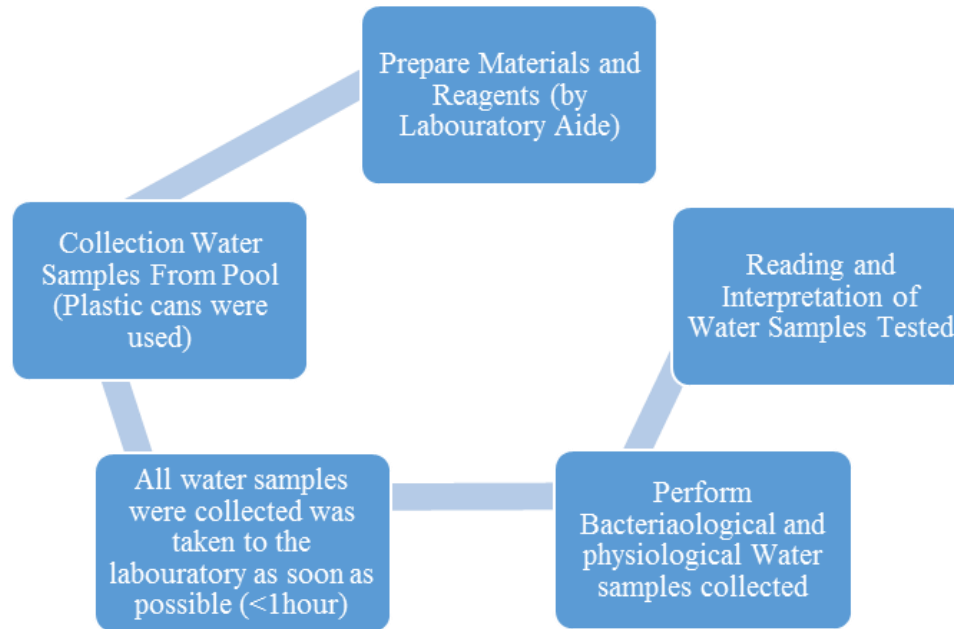 Prepare Materials and
Reagents (by
Labouratory Aide)
Collection Water
Samples From Pool
(Plastic cans were
used)
All water samples
were collected was
taken to the
labouratory as soon as
possible (<1hour)
Perform
Bacteriaological and
physiological Water
samples collected
Reading and
Interpretation of
Water Samples Tested